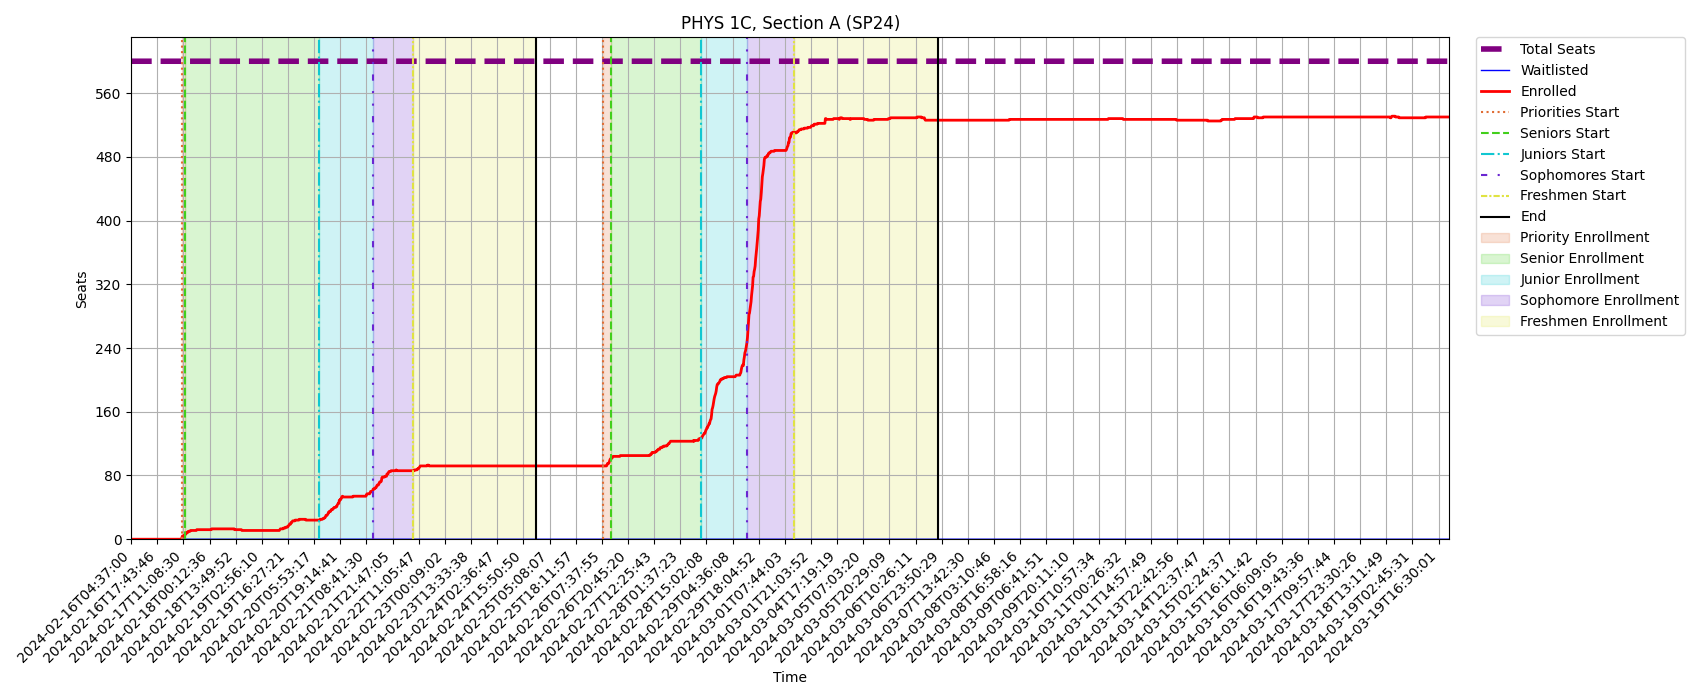 PHYS 1C, Section A (SP24)
Seats
560
480
400
320
240
160
80
0
2024-02-16T04:37:00
2024-02-16T17:43:46
2024-02-17T11:08:30
2024-02-18T00:12:36
2024-02-18T13:49:52
2024-02-19T02:56:10
2024-02-19T16:27:21
2024-02-20T05:53:17
2024-02-20T19:14:41
2024-02-21T08:41:30
2024-02-21T21:47:05
2024-02-22T11:05:47
2024-02-23T00:09:02
2024-02-23T13:33:38
2024-02-24T02:36:47
2024-02-24T15:50:50
2024-02-25T05:08:07
2024-02-25T18:11:57
2024-02-26T07:37:55
2024-02-26T20:45:20
2024-02-27T12:25:43
2024-02-28T01:37:23
2024-02-28T15:02:08
2024-02-29T04:36:08
2024-02-29T18:04:52
2024-03-01T07:44:03
2024-03-01T21:03:52
2024-03-04T17:19:19
2024-03-05T07:03:20
2024-03-05T20:29:09
2024-03-06T10:26:11
2024-03-06T23:50:29
2024-03-07T13:42:30
2024-03-08T03:10:46
2024-03-08T16:58:16
2024-03-09T06:41:51
2024-03-09T20:11:10
2024-03-10T10:57:34
2024-03-11T00:26:32
2024-03-11T14:57:49
2024-03-13T22:42:56
2024-03-14T12:37:47
2024-03-15T02:24:37
2024-03-15T16:11:42
2024-03-16T06:09:05
2024-03-16T19:43:36
2024-03-17T09:57:44
2024-03-17T23:30:26
2024-03-18T13:11:49
2024-03-19T02:45:31
2024-03-19T16:30:01
Time
Total Seats
Waitlisted
Enrolled
Priorities Start
Seniors Start
Juniors Start
Sophomores Start
Freshmen Start
End
Priority Enrollment
Senior Enrollment
Junior Enrollment
Sophomore Enrollment
Freshmen Enrollment